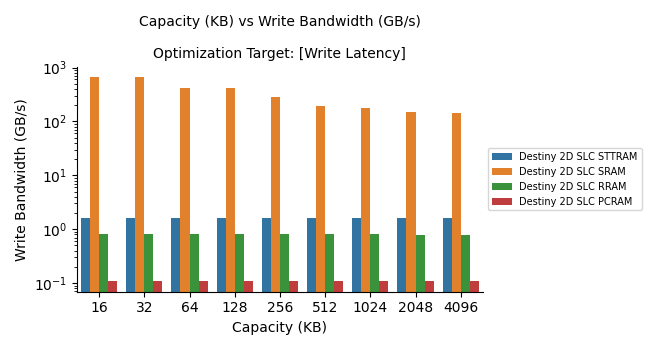 Capacity (KB) vs Write Bandwidth (GB/s)
Optimization Target: [Write Latency]
Write Bandwidth (GB/s)
10³
10²
10¹
10⁰
10⁻¹
16 32 64 128 256 512 1024 2048 4096
Capacity (KB)
Destiny 2D SLC STTRAM
Destiny 2D SLC SRAM
Destiny 2D SLC RRAM
Destiny 2D SLC PCRAM